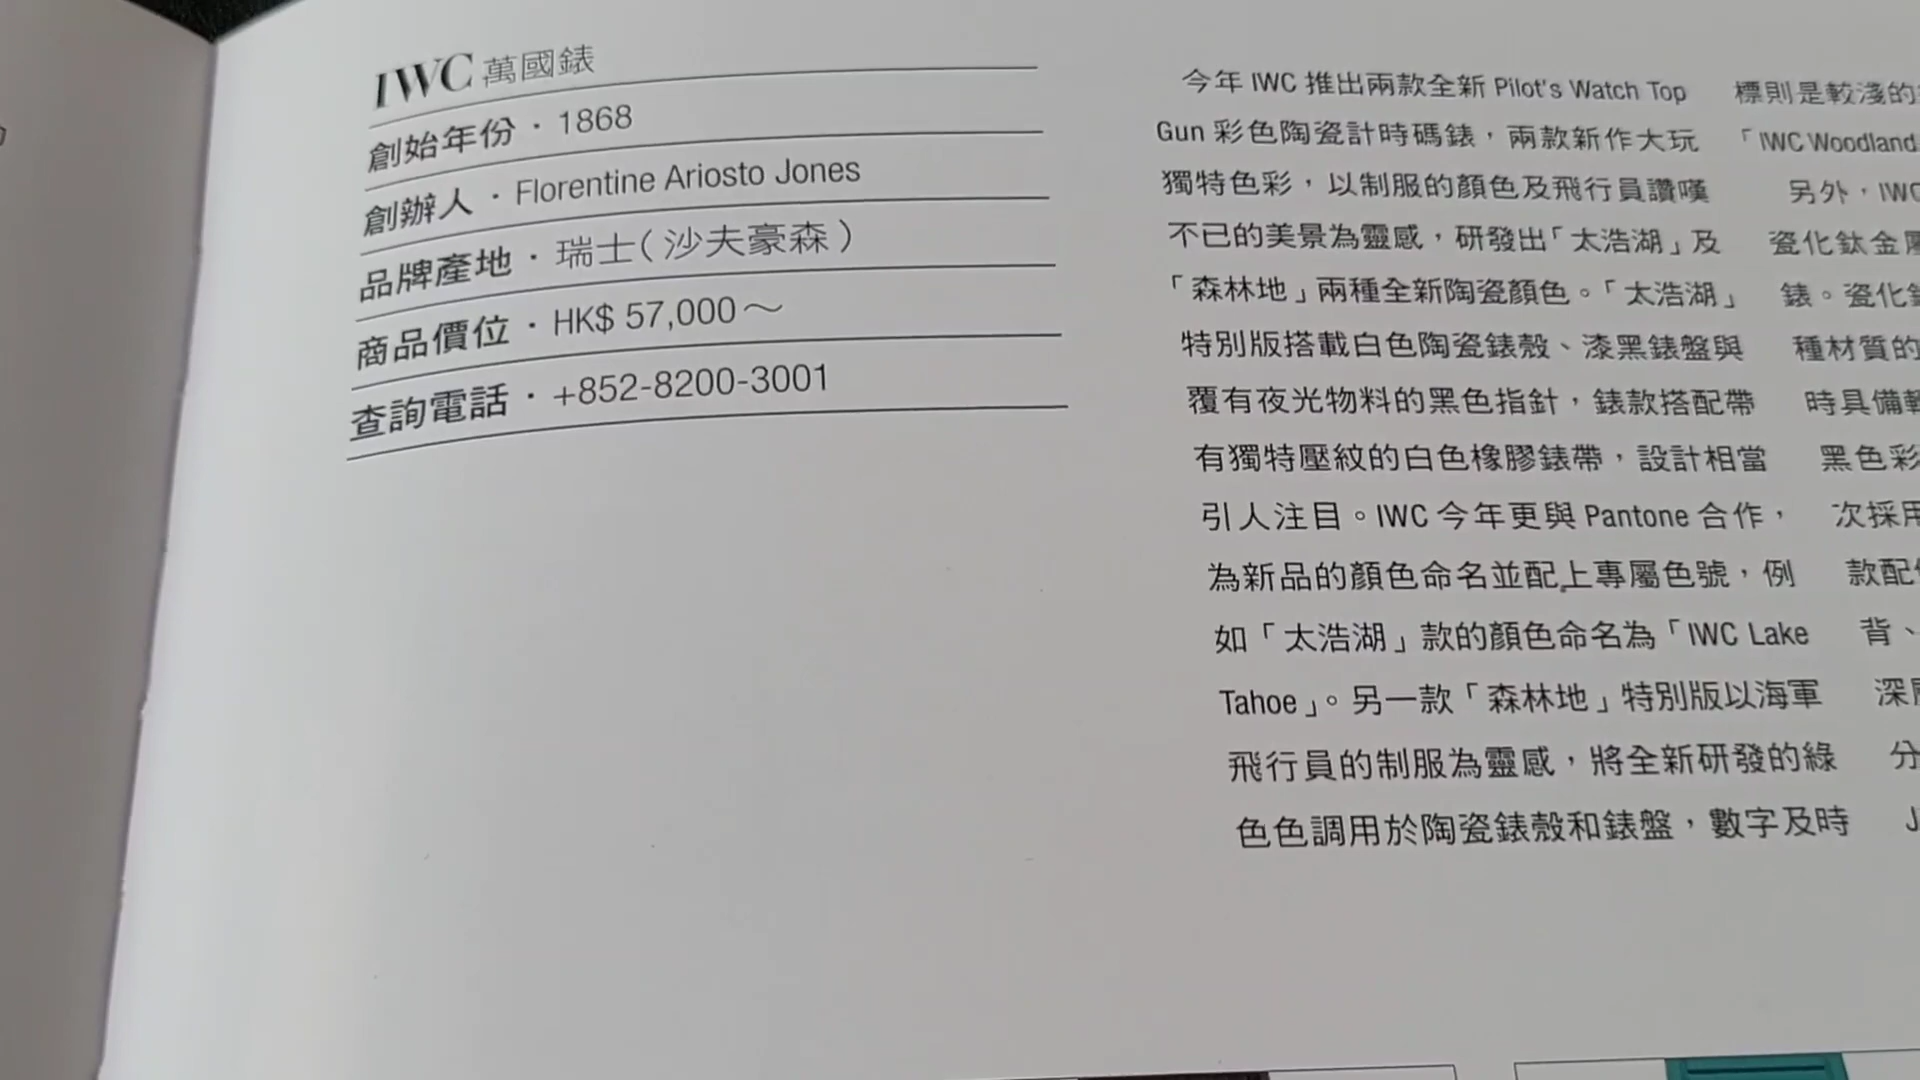 IWC 萬國錶
創始年份・1868
創辦人・Florentine Ariosto Jones
品牌產地・瑞士(沙夫豪森)
商品價位・HK$ 57,000～
查詢電話・+852-8200-3001
今年 IWC 推出兩款全新 Pilot's Watch Top
Gun 彩色陶瓷計時碼錶，兩款新作大玩
獨特色彩，以制服的顏色及飛行員讚嘆
不已的美景為靈感，研發出「太浩湖」及
「森林地」兩種全新陶瓷顏色。「太浩湖」
特別版搭載白色陶瓷錶殼、漆黑錶盤與
覆有夜光物料的黑色指針，錶款搭配帶
有獨特壓紋的白色橡膠錶帶，設計相當
引人注目。IWC 今年更與 Pantone 合作，
為新品的顏色命名並配上專屬色號，例
如「太浩湖」款的顏色命名為「IWC Lake
Tahoe」。另一款「森林地」特別版以海軍
飛行員的制服為靈感，將全新研發的綠
色色調用於陶瓷錶殼和錶盤，數字及時
標則是較淺的
「IWC Woodland
另外，IWC
瓷化鈦金屬
錶。瓷化鈦
種材質的
時具備輕
黑色彩
次採用
款配備
背、
深
分
J